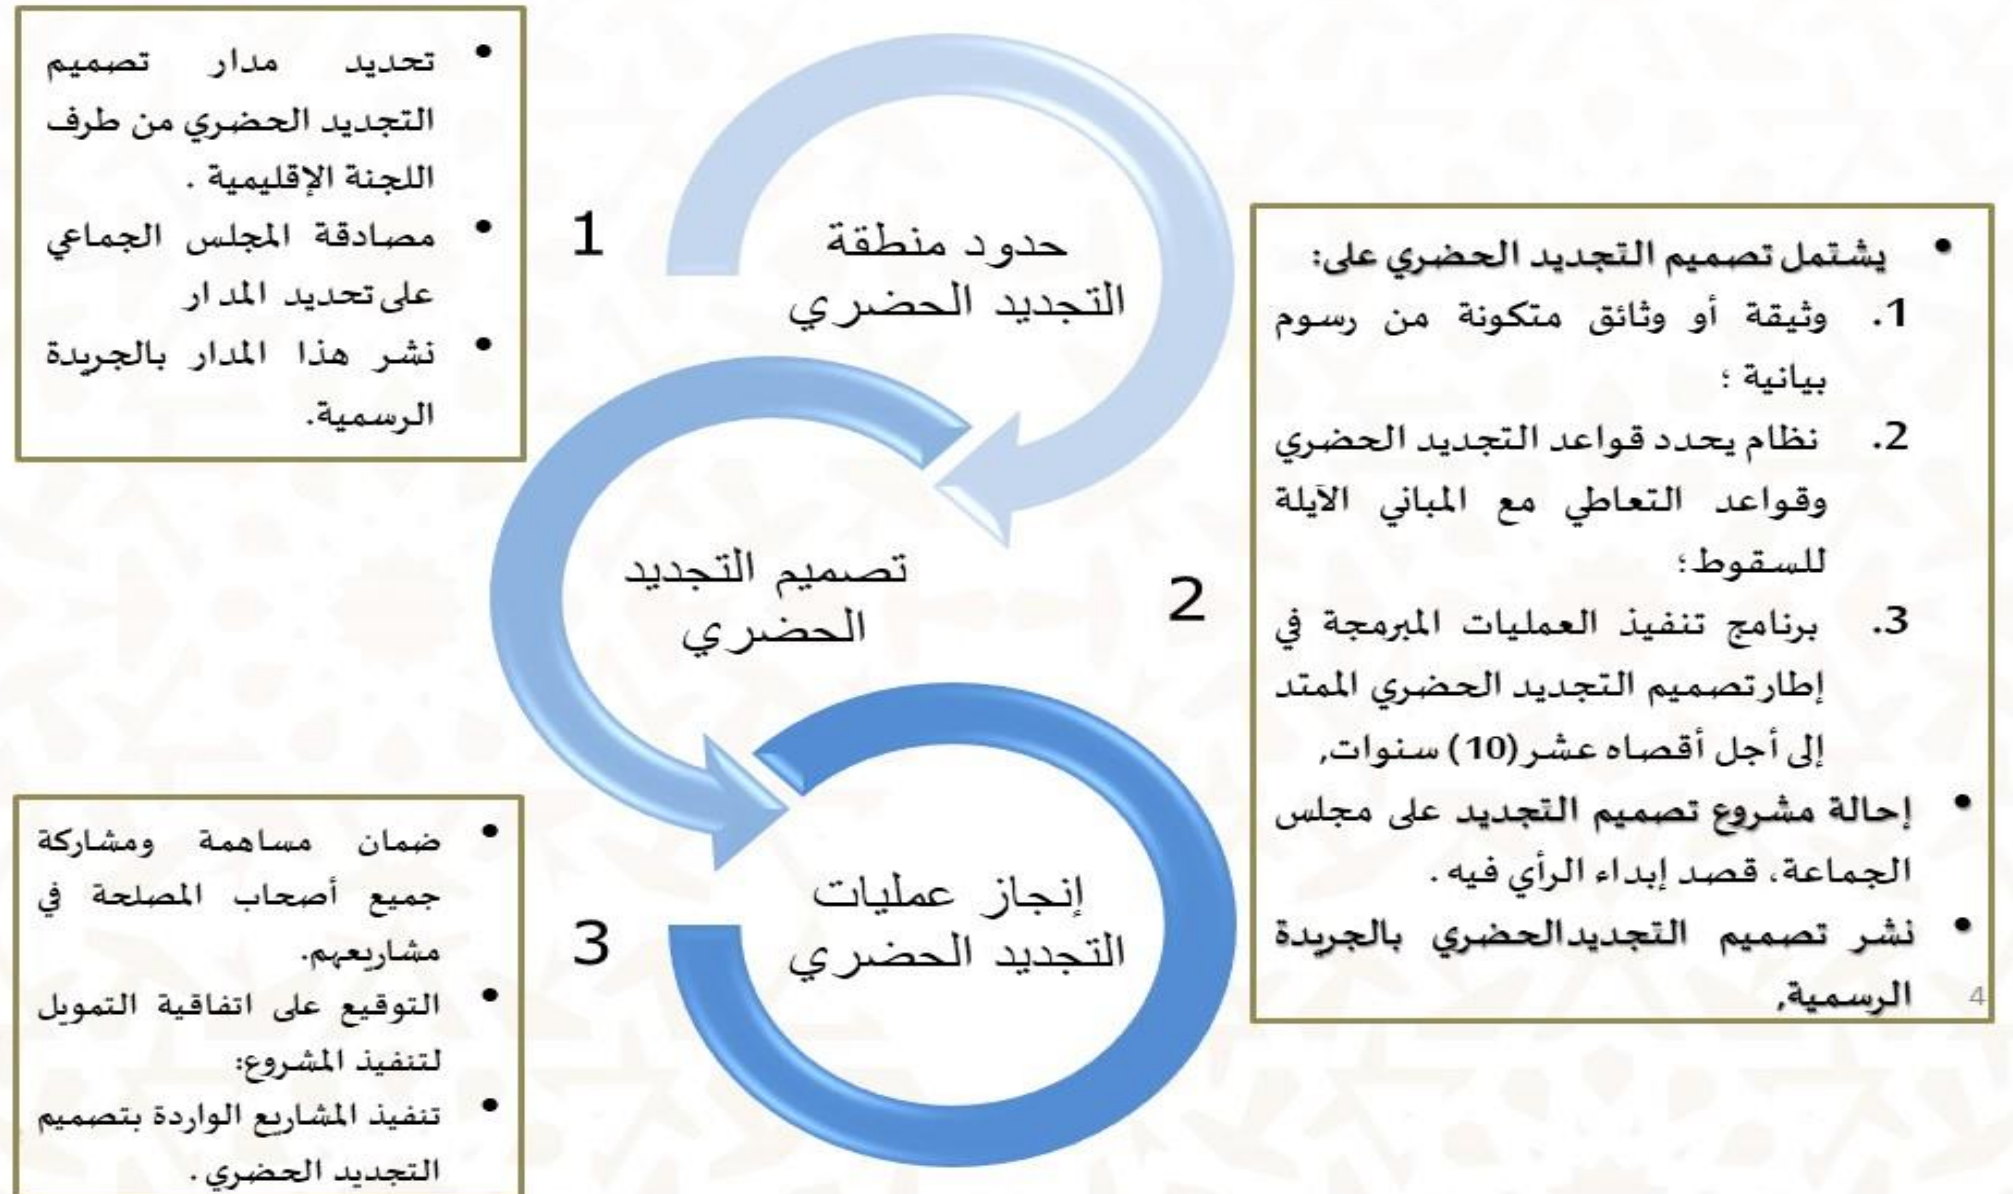 • تحديد مدار تصميم
التجديد الحضري من طرف
اللجنة الإقليمية .
• مصادقة المجلس الجماعي
على تحديد المدار
• نشر هذا المدار بالجريدة
الرسمية.
1
حدود منطقة
التجديد الحضري
2
تصميم التجديد
الحضري
• يشتمل تصميم التجديد الحضري على:
1. وثيقة أو وثائق متكونة من رسوم
بيانية ؛
2. نظام يحدد قواعد التجديد الحضري
وقواعد التعاطي مع المباني الآيلة
للسقوط؛
3. برنامج تنفيذ العمليات المبرمجة في
إطار تصميم التجديد الحضري الممتد
إلى أجل أقصاه عشر (10) سنوات,
• إحالة مشروع تصميم التجديد على مجلس
الجماعة، قصد إبداء الرأي فيه .
• نشر تصميم التجديدالحضري بالجريدة
الرسمية,
4
3
إنجاز عمليات
التجديد الحضري
• ضمان مساهمة ومشاركة
جميع أصحاب المصلحة في
مشاريعهم.
• التوقيع على اتفاقية التمويل
لتنفيذ المشروع:
• تنفيذ المشاريع الواردة بتصميم
التجديد الحضري .